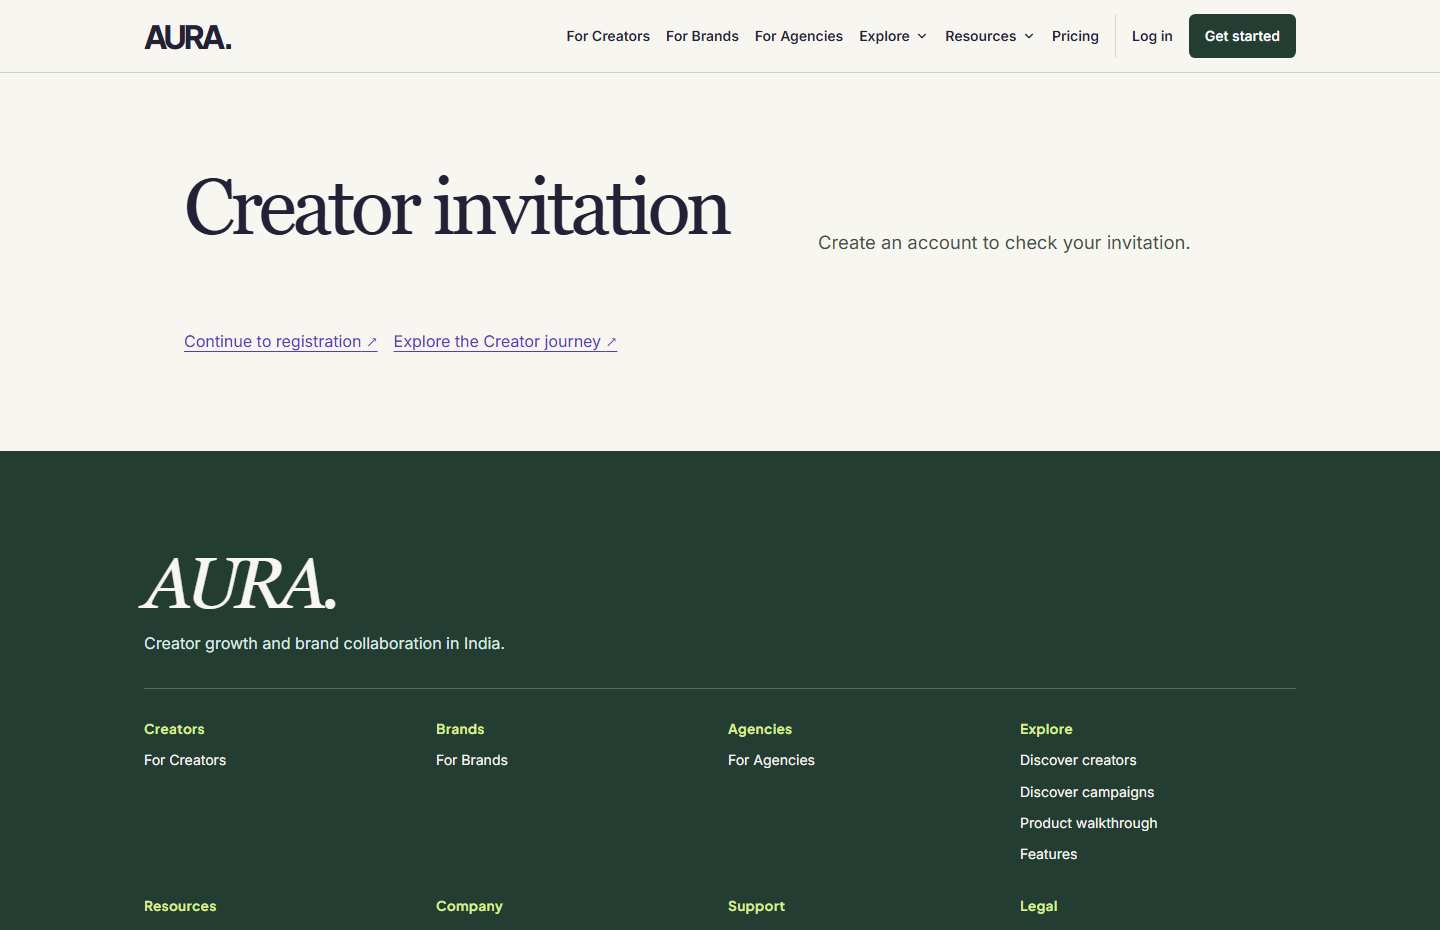 AURA.
For Creators
For Brands
For Agencies
Explore
Resources
Pricing
Log in
Get started
Creator invitation
Create an account to check your invitation.
Continue to registration ↗
Explore the Creator journey ↗
AURA.
Creator growth and brand collaboration in India.
Creators
For Creators
Brands
For Brands
Agencies
For Agencies
Explore
Discover creators
Discover campaigns
Product walkthrough
Features
Resources
Company
Support
Legal